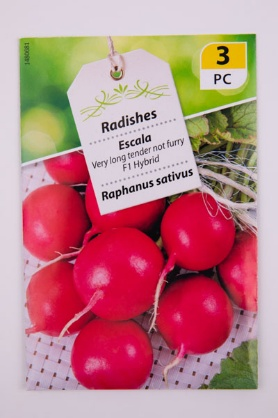 3
PC
Radishes
Escala
Very long tender not furry
F1 Hybrid
Raphanus sativus